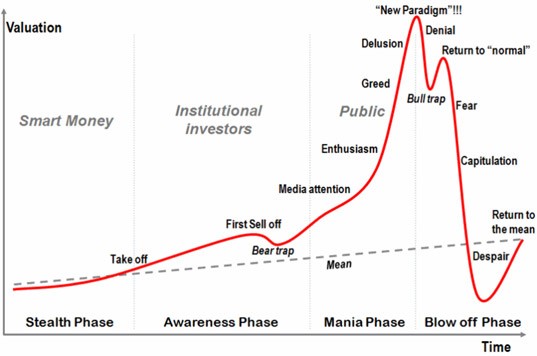 "New Paradigm"!!!
Valuation
Denial
Delusion
Return to "normal"
Greed
Bull trap
Fear
Smart Money
Institutional
investors
Public
Enthusiasm
Capitulation
Media attention
First Sell off
Return to
the mean
Take off
Bear trap
Mean
Despair
Stealth Phase
Awareness Phase
Mania Phase
Blow off Phase
Time